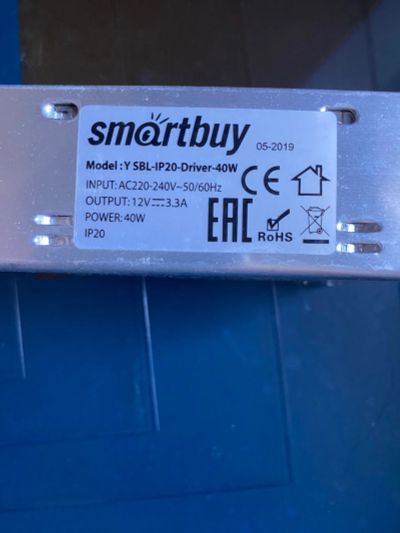 smartbuy
05-2019
Model : Y SBL-IP20-Driver-40W
INPUT: AC220-240V~50/60Hz
OUTPUT: 12V⎓3.3A
POWER: 40W
IP20
CE
EAC
RoHS